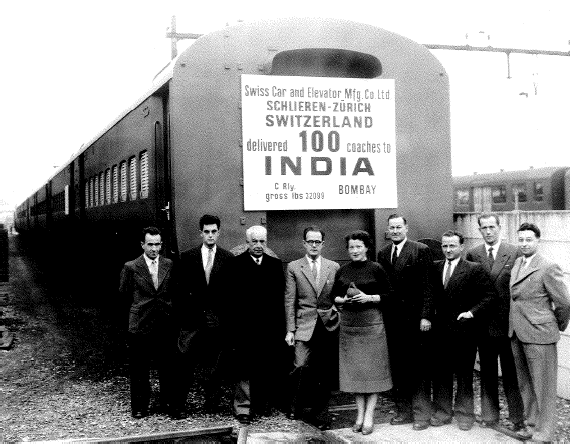 Swiss Car and Elevator Mfg. Co. Ltd
SCHLIEREN-ZÜRICH
SWITZERLAND
delivered 100 coaches to
INDIA
C Rly. BOMBAY
gross lbs 22099